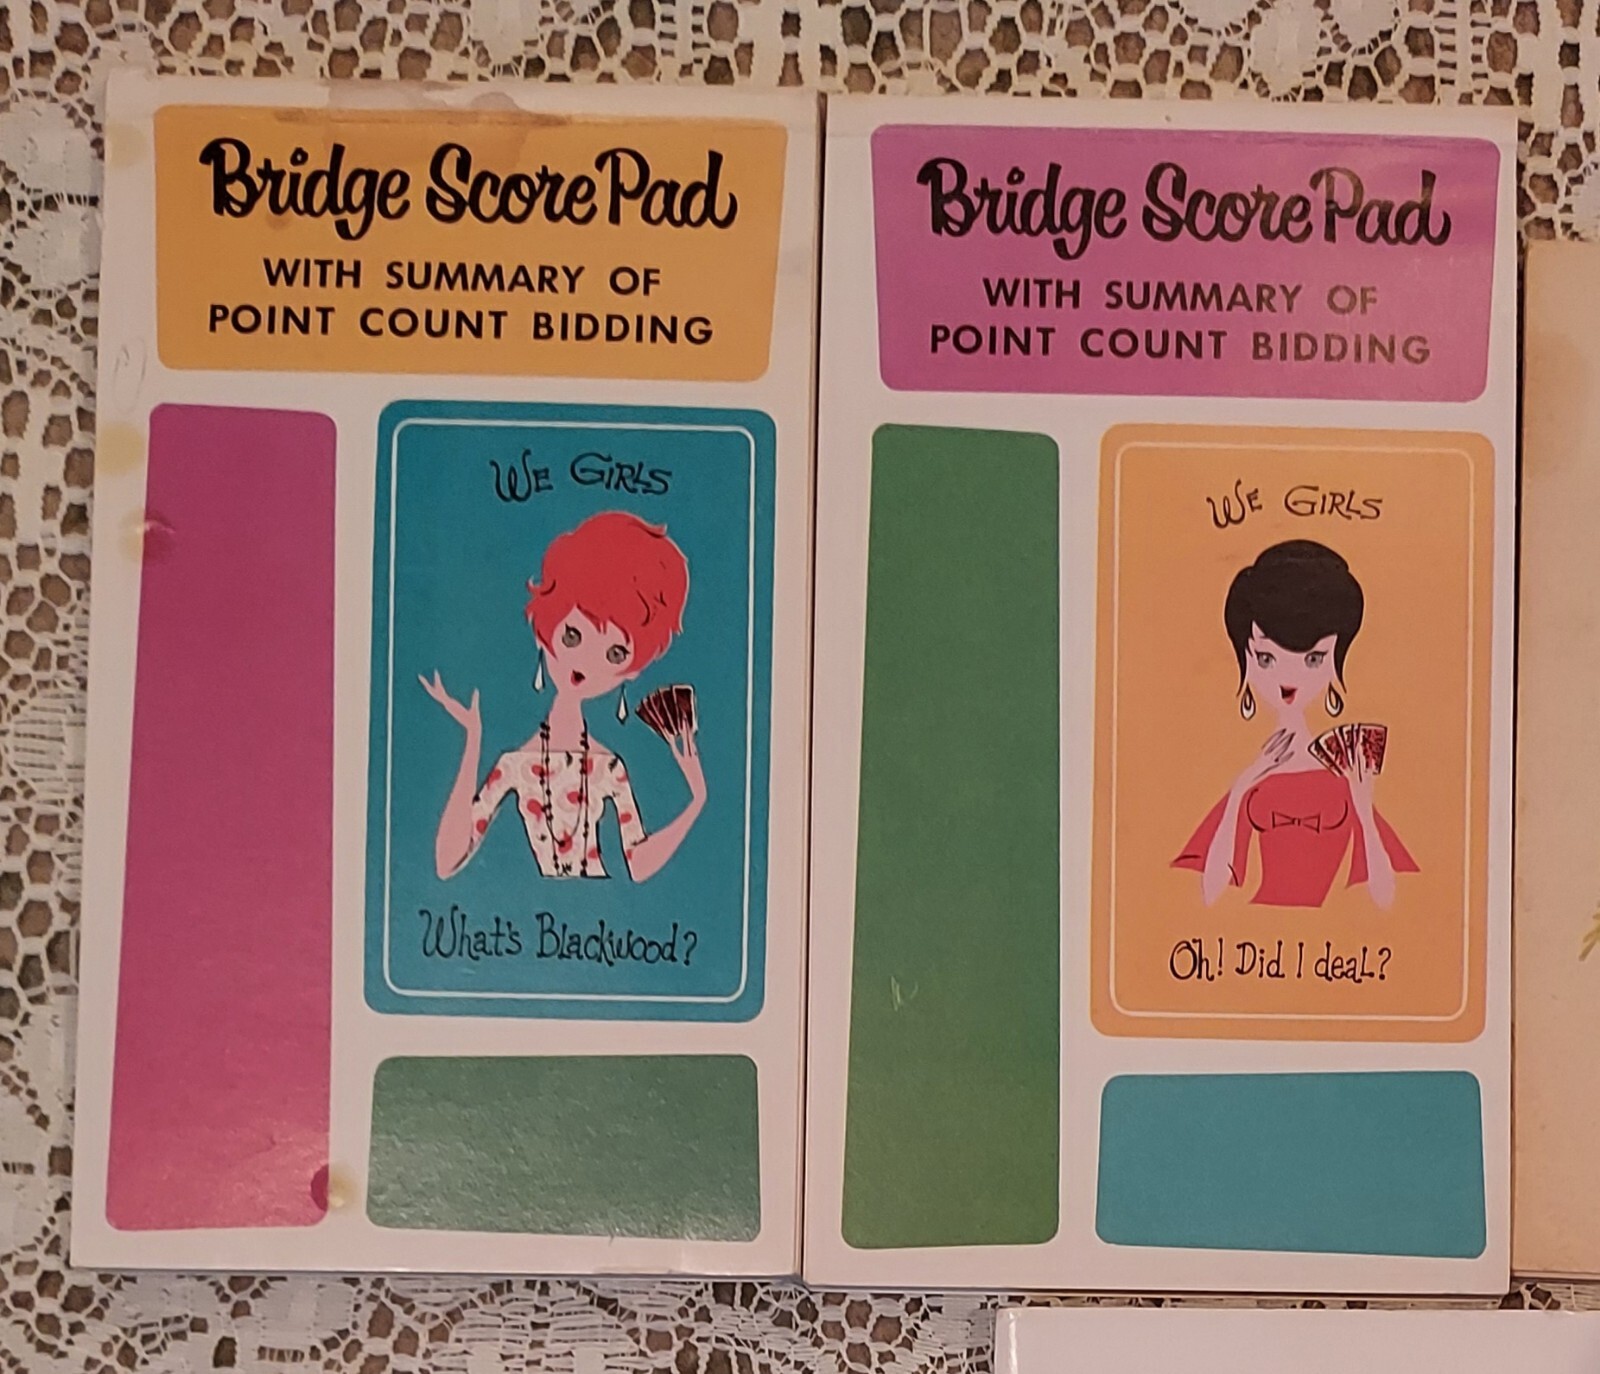 Bridge Score Pad
WITH SUMMARY OF
POINT COUNT BIDDING
WE GIRLS
What's Blackwood?
Bridge Score Pad
WITH SUMMARY OF
POINT COUNT BIDDING
WE GIRLS
Oh! Did I deal?